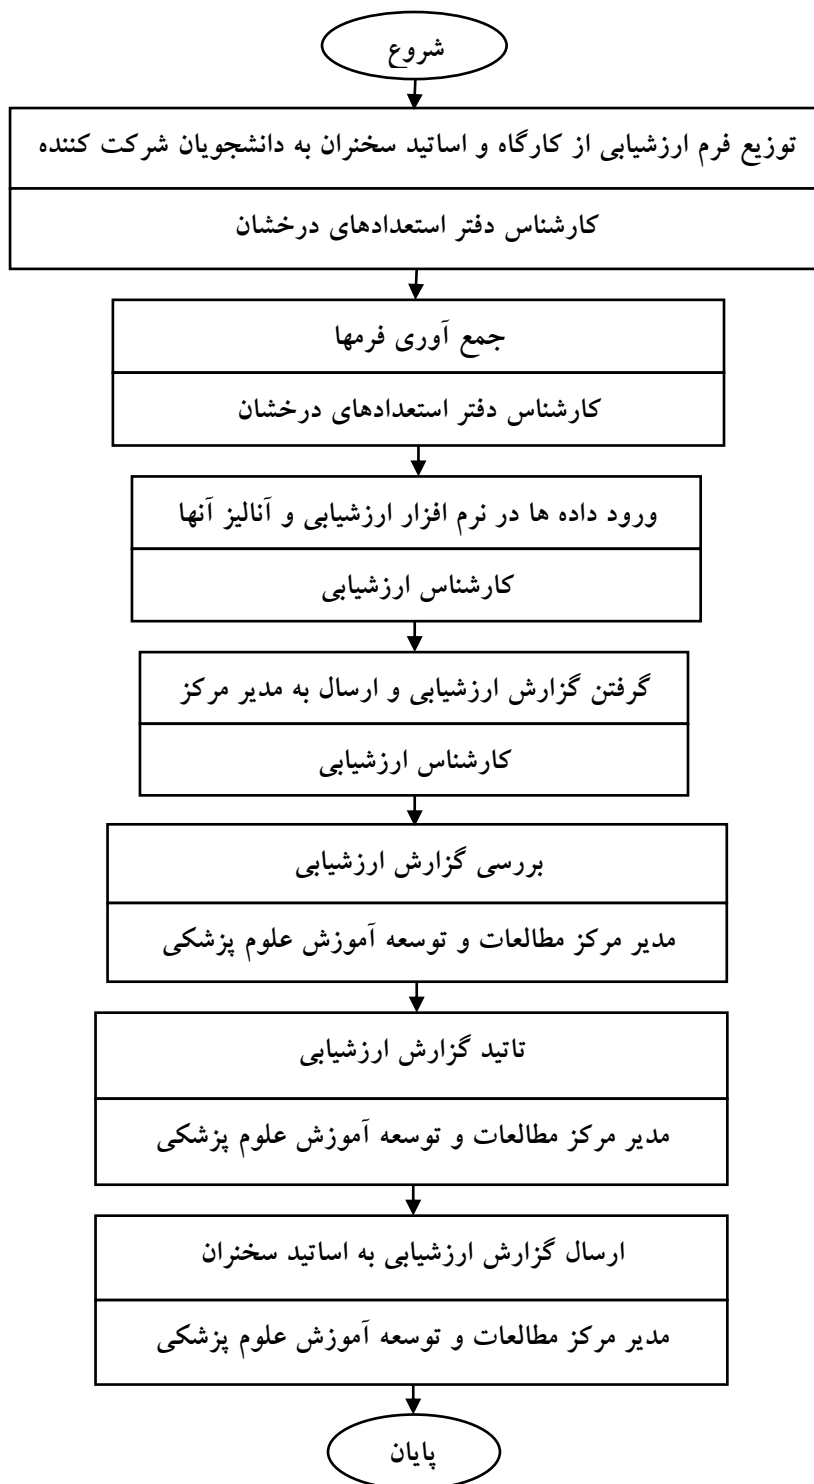 شروع
توزیع فرم ارزشیابی از کارگاه و اساتید سخنران به دانشجویان شرکت کننده
کارشناس دفتر استعدادهای درخشان
جمع آوری فرمها
کارشناس دفتر استعدادهای درخشان
ورود داده ها در نرم افزار ارزشیابی و آنالیز آنها
کارشناس ارزشیابی
گرفتن گزارش ارزشیابی و ارسال به مدیر مرکز
کارشناس ارزشیابی
بررسی گزارش ارزشیابی
مدیر مرکز مطالعات و توسعه آموزش علوم پزشکی
تائید گزارش ارزشیابی
مدیر مرکز مطالعات و توسعه آموزش علوم پزشکی
ارسال گزارش ارزشیابی به اساتید سخنران
مدیر مرکز مطالعات و توسعه آموزش علوم پزشکی
پایان